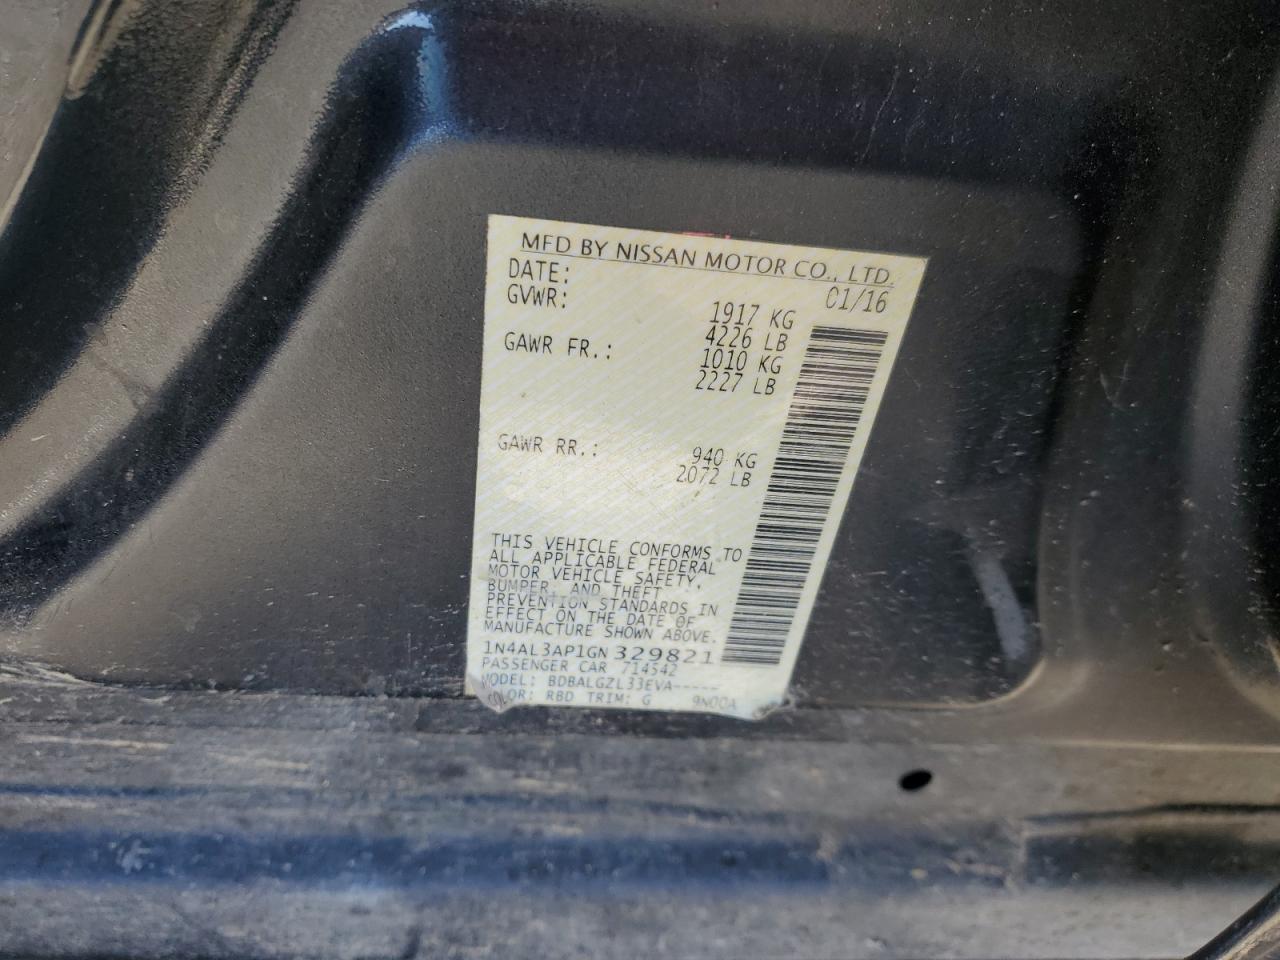 MFD BY NISSAN MOTOR CO., LTD.
DATE: 01/16
GVWR: 1917 KG
4226 LB
GAWR FR.: 1010 KG
2227 LB
GAWR RR.: 940 KG
2072 LB
THIS VEHICLE CONFORMS TO
ALL APPLICABLE FEDERAL
MOTOR VEHICLE SAFETY,
BUMPER, AND THEFT
PREVENTION STANDARDS IN
EFFECT ON THE DATE OF
MANUFACTURE SHOWN ABOVE.
1N4AL3AP1GN329821
PASSENGER CAR 714542
MODEL: BDBALGZL33EVA-----
COLOR: RBD TRIM: G 9N00A